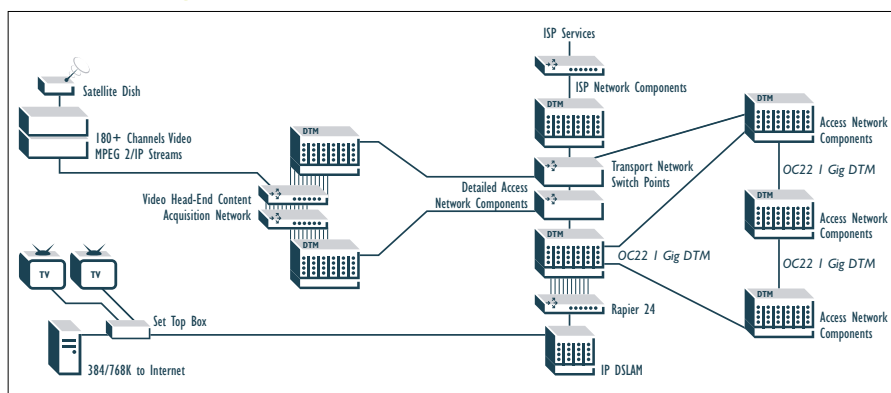 ISP Services
ISP Network Components
Satellite Dish
180+ Channels Video
MPEG 2/IP Streams
DTM
DTM
DTM
Access Network
Components
Transport Network
Switch Points
OC22 1 Gig DTM
Video Head-End Content
Acquisition Network
Detailed Access
Network Components
DTM
Access Network
Components
DTM
DTM
OC22 1 Gig DTM
OC22 1 Gig DTM
TV
TV
Rapier 24
DTM
Access Network
Components
Set Top Box
384/768K to Internet
IP DSLAM